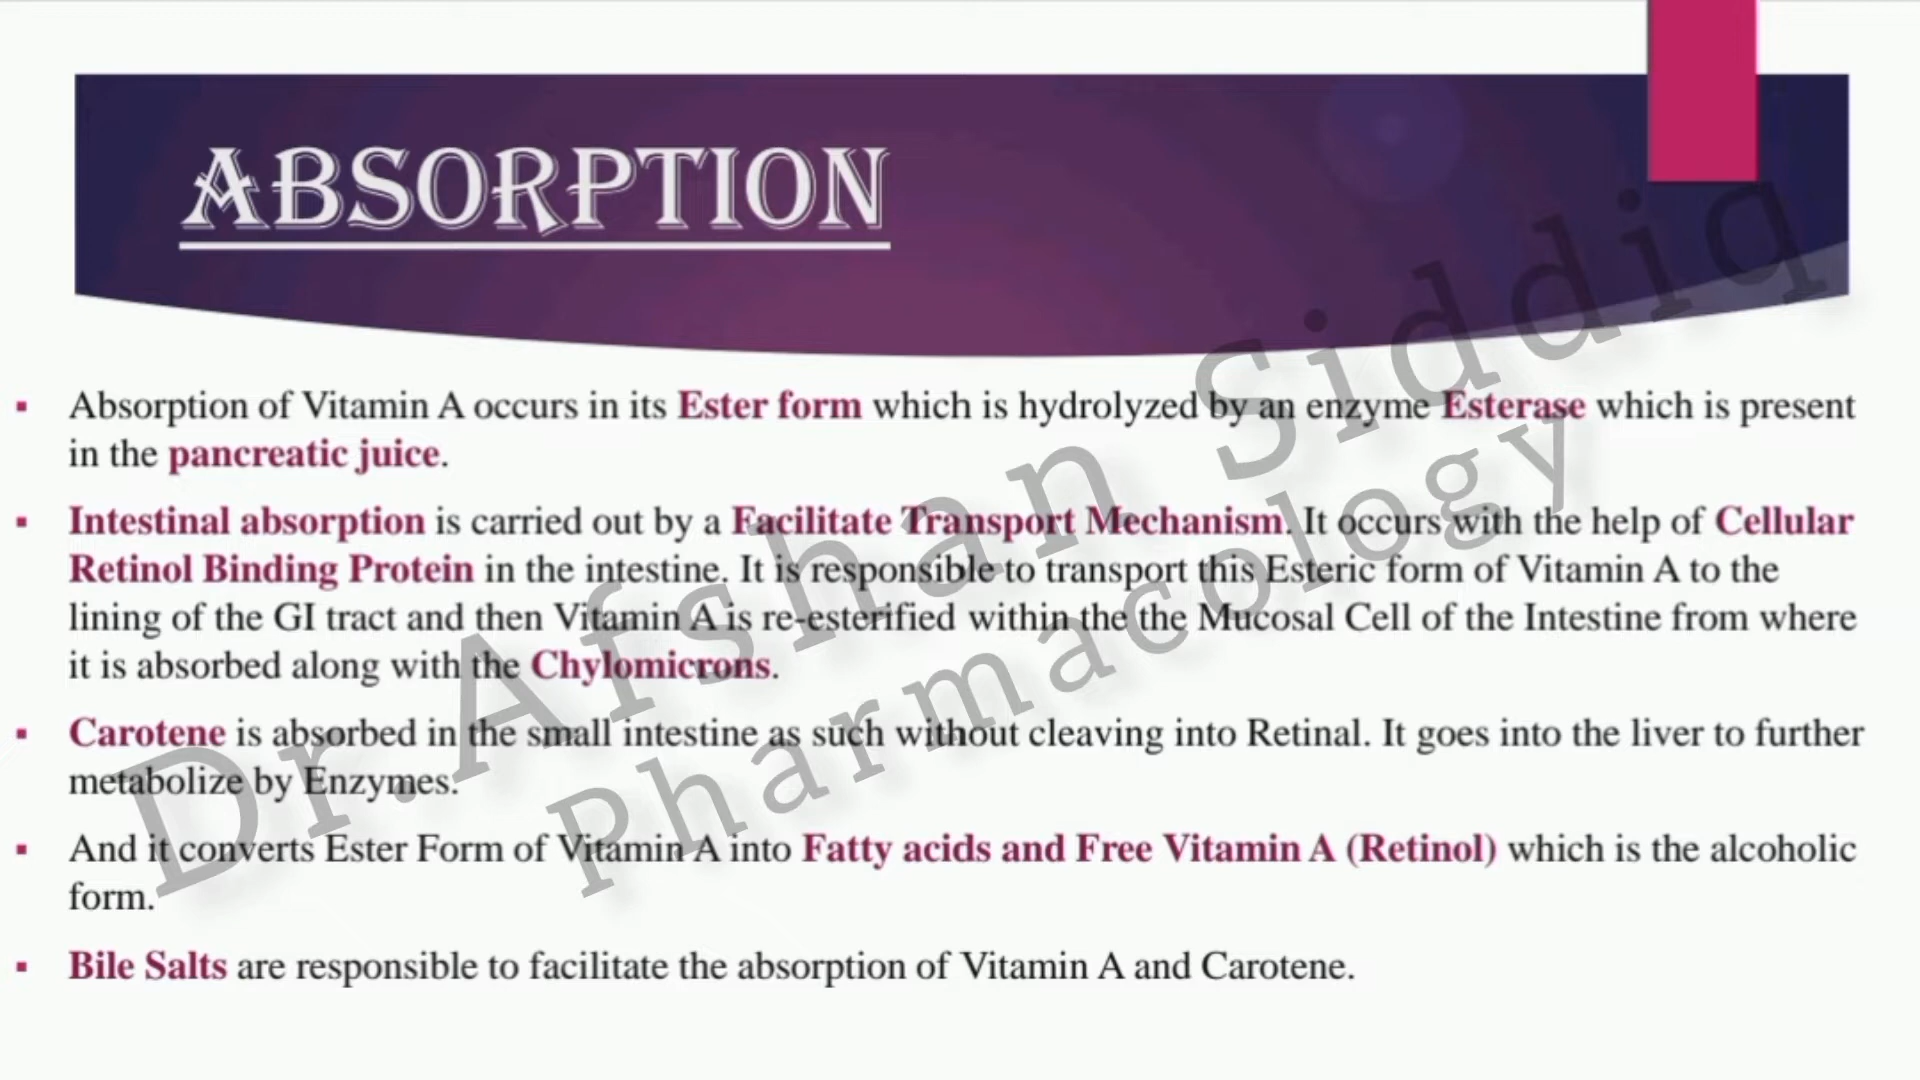 ABSORPTION
Absorption of Vitamin A occurs in its Ester form which is hydrolyzed by an enzyme Esterase which is present
in the pancreatic juice.
Intestinal absorption is carried out by a Facilitate Transport Mechanism. It occurs with the help of Cellular
Retinol Binding Protein in the intestine. It is responsible to transport this Esteric form of Vitamin A to the
lining of the GI tract and then Vitamin A is re-esterified within the the Mucosal Cell of the Intestine from where
it is absorbed along with the Chylomicrons.
Carotene is absorbed in the small intestine as such without cleaving into Retinal. It goes into the liver to further
metabolize by Enzymes.
And it converts Ester Form of Vitamin A into Fatty acids and Free Vitamin A (Retinol) which is the alcoholic
form.
Bile Salts are responsible to facilitate the absorption of Vitamin A and Carotene.
Dr. Afshan Siddiq
Pharmacology